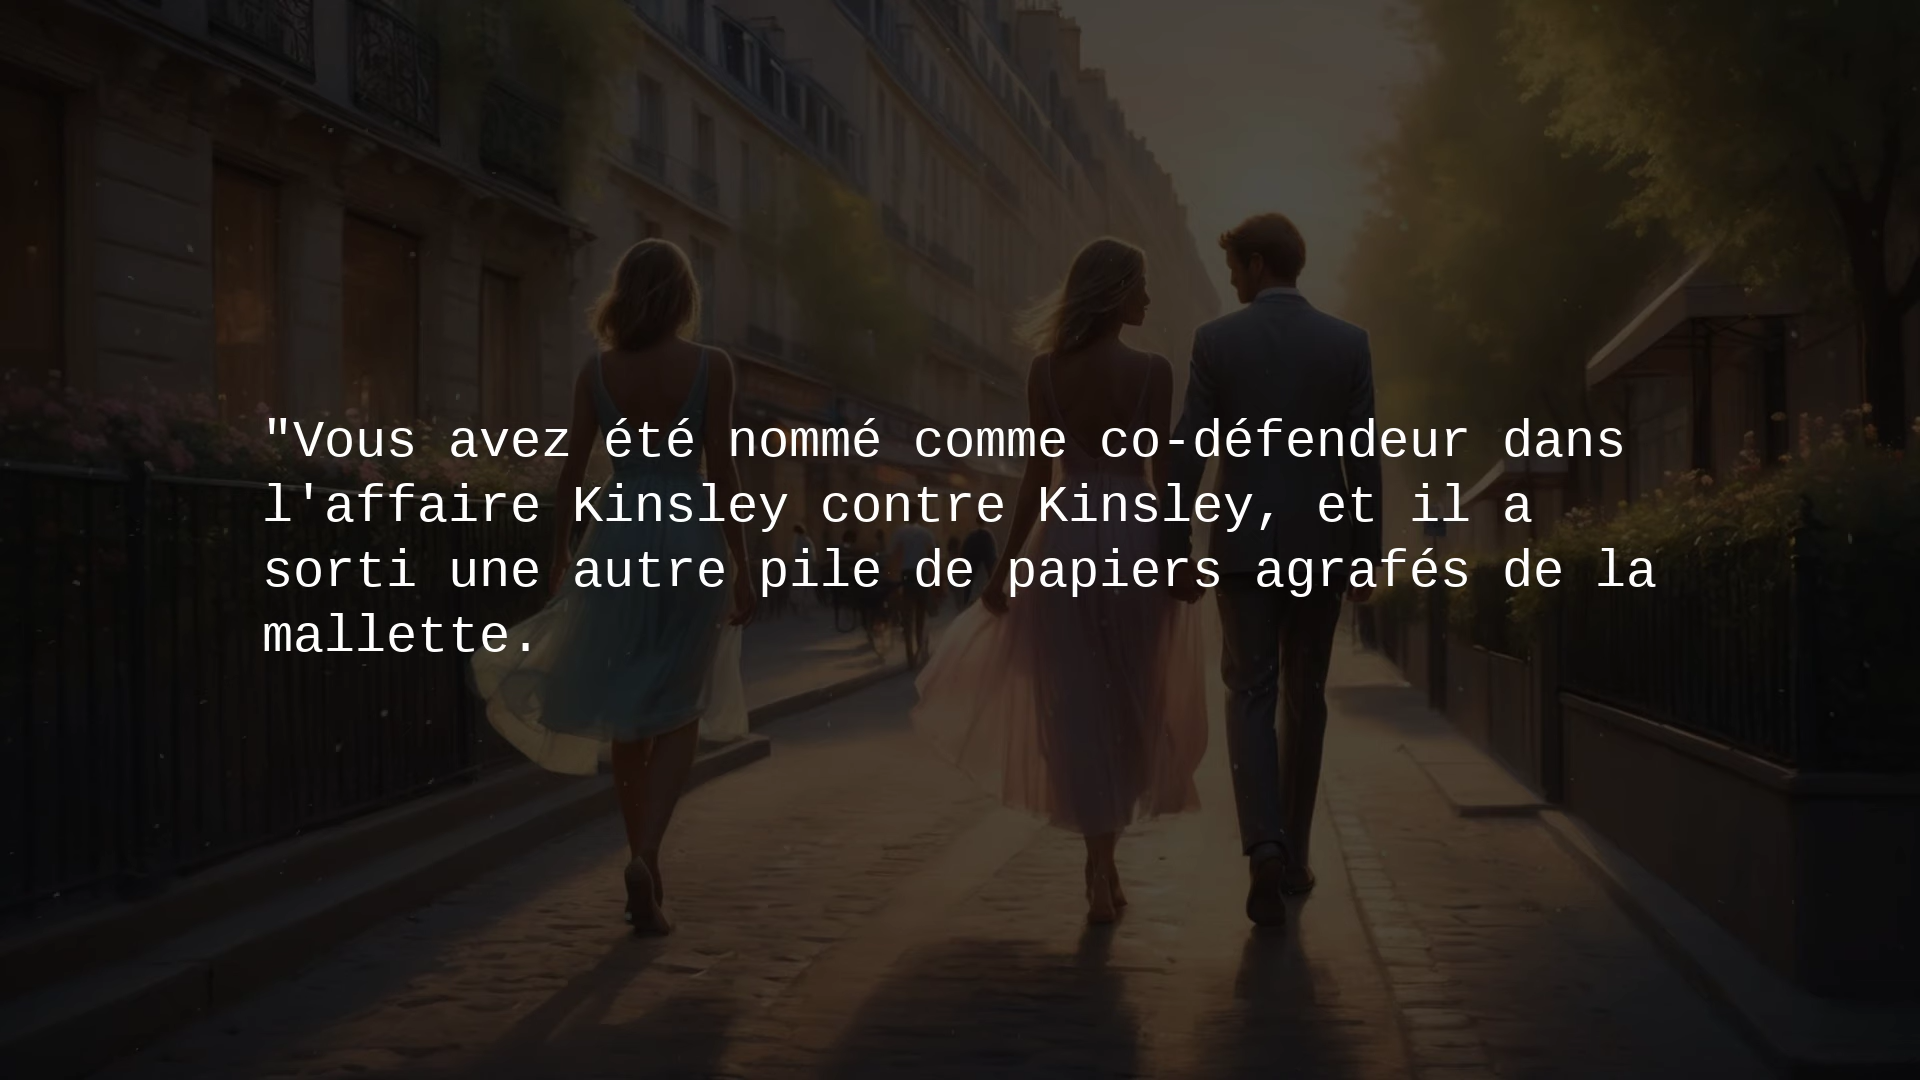 "Vous avez été nommé comme co-défendeur dans
l'affaire Kinsley contre Kinsley, et il a
sorti une autre pile de papiers agrafés de la
mallette.